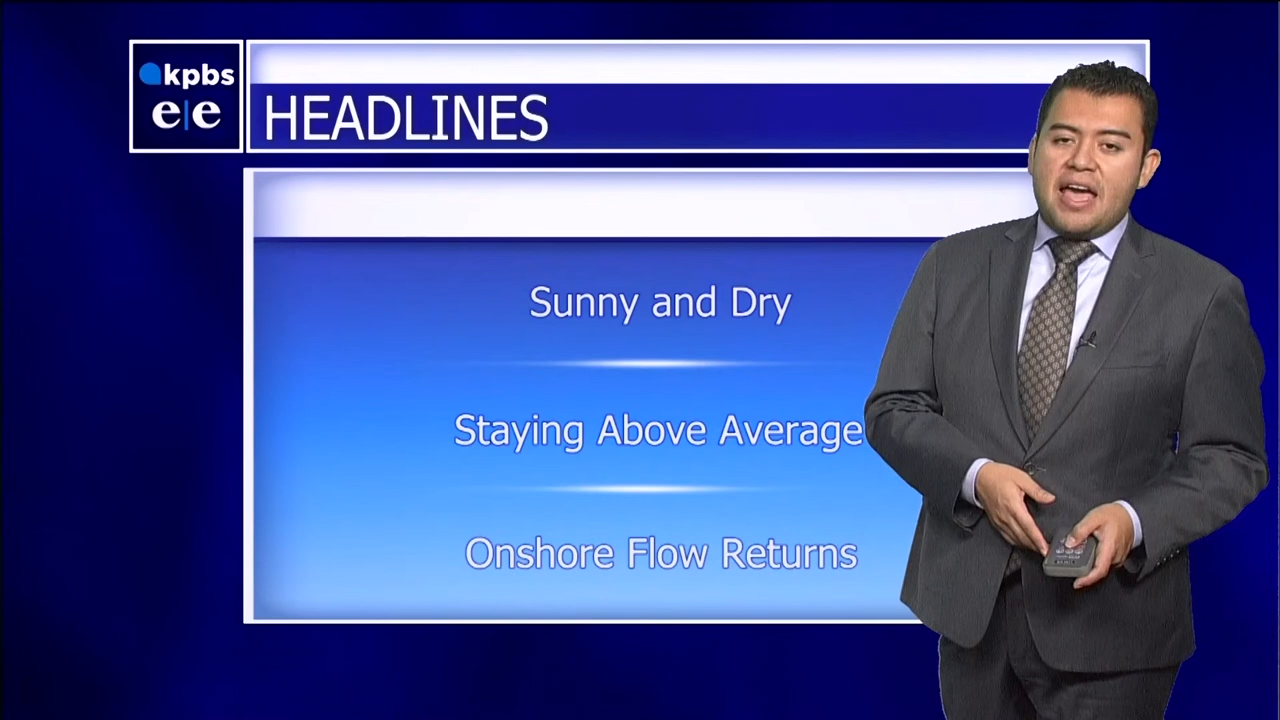 kpbs
e|e
HEADLINES
Sunny and Dry
Staying Above Average
Onshore Flow Returns